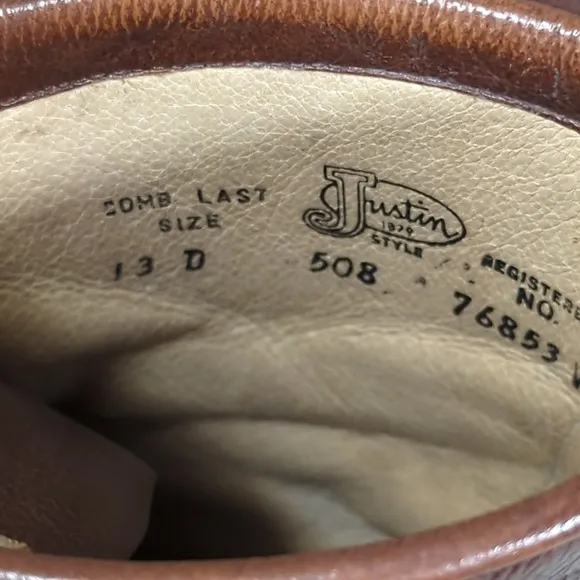 COMB LAST
SIZE
13 D
Justin
1879
STYLE
508
REGISTERE
NO.
76853